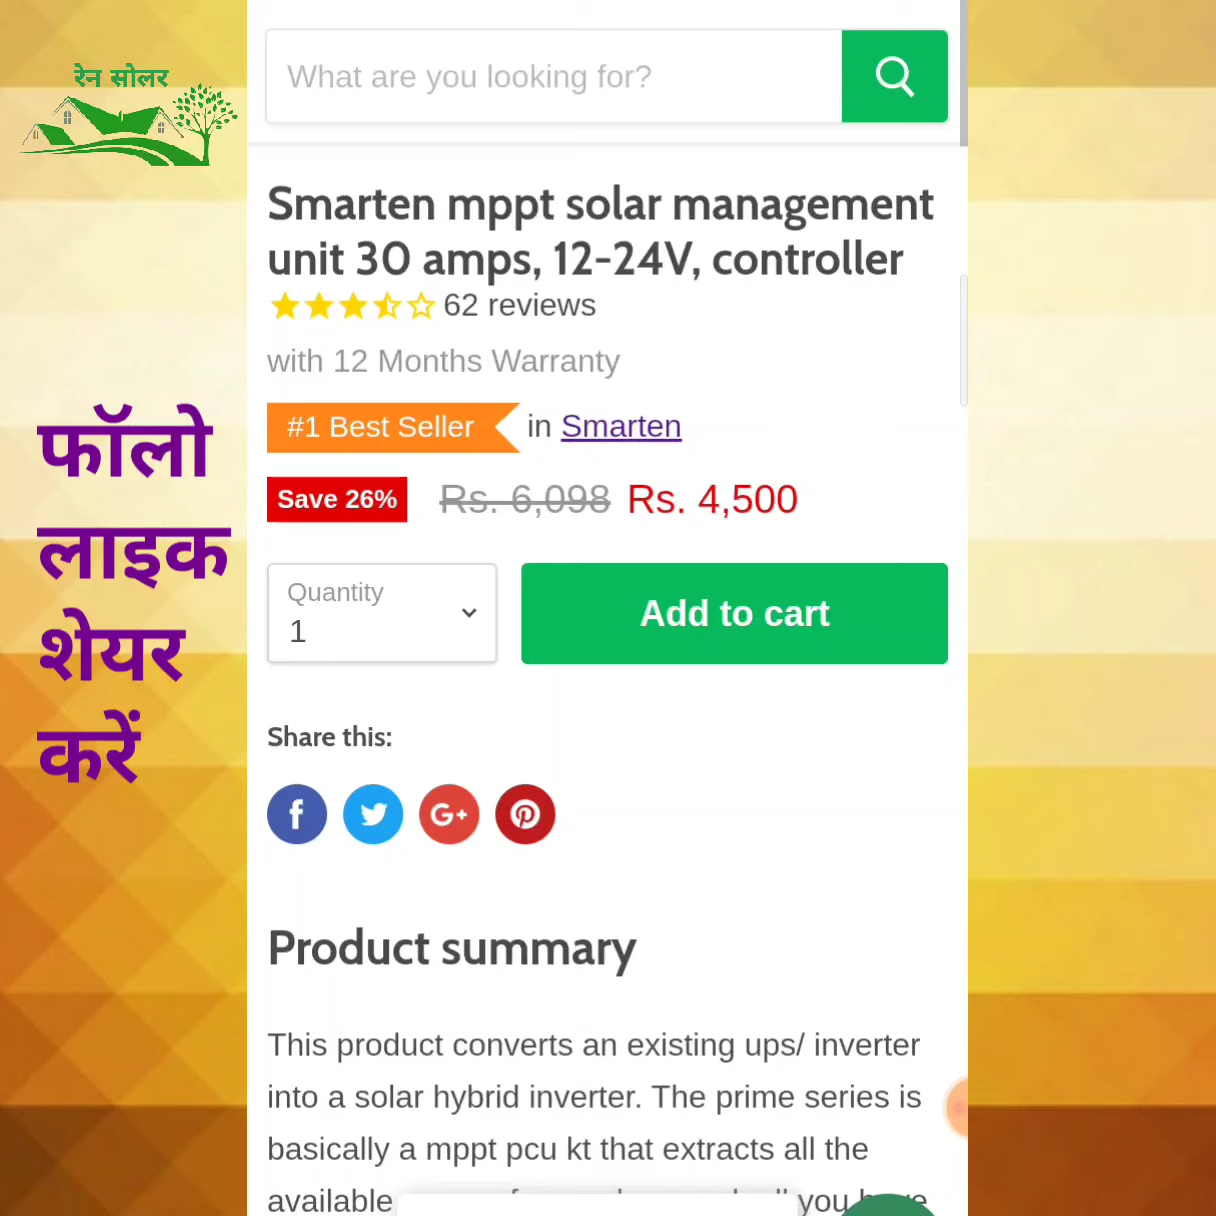 रेन सोलर
What are you looking for?
Smarten mppt solar management
unit 30 amps, 12-24V, controller
62 reviews
with 12 Months Warranty
#1 Best Seller in Smarten
Save 26% Rs. 6,098 Rs. 4,500
Quantity
1
Add to cart
Share this:
f G+
फॉलो
लाइक
शेयर
करें
Product summary
This product converts an existing ups/ inverter
into a solar hybrid inverter. The prime series is
basically a mppt pcu kt that extracts all the
available you